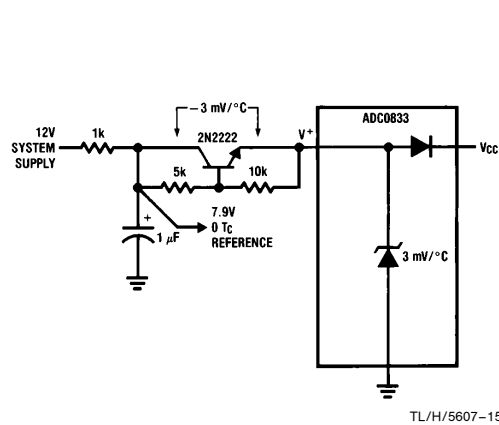 −3 mV/°C
ADC0833
12V
SYSTEM
SUPPLY
1k
2N2222
V+
VCC
5k
10k
+
1 μF
7.9V
0 TC
REFERENCE
3 mV/°C
TL/H/5607–15